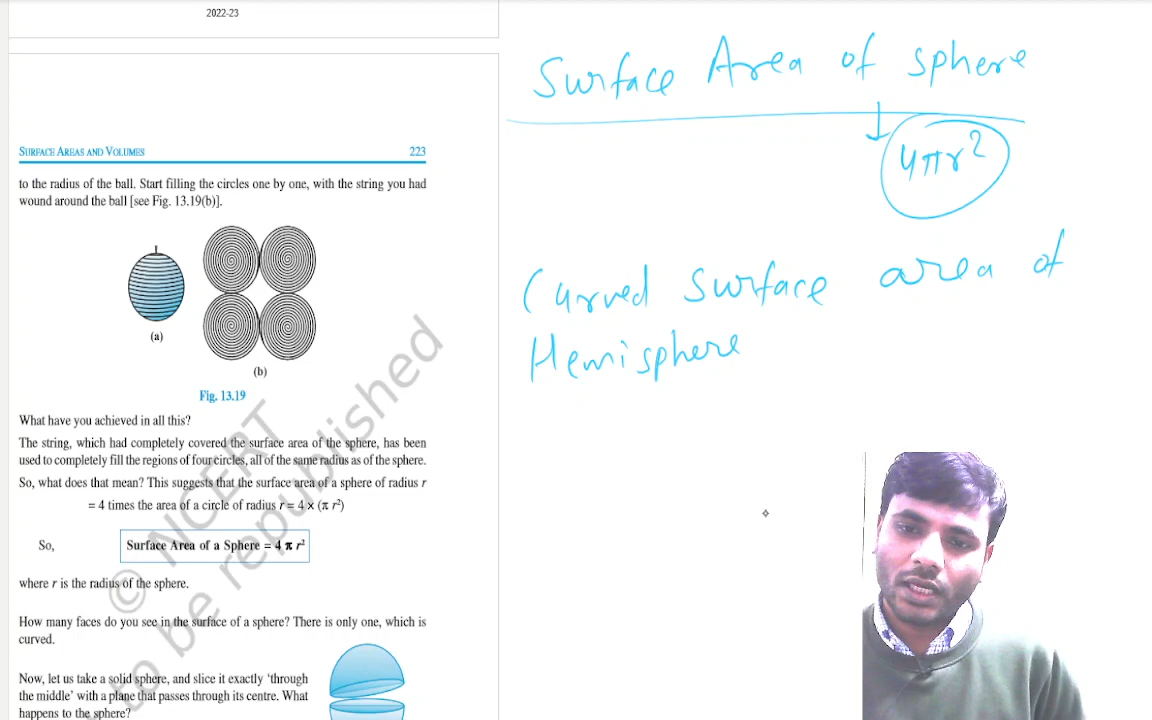 2022-23
SURFACE AREAS AND VOLUMES 223
to the radius of the ball. Start filling the circles one by one, with the string you had
wound around the ball [see Fig. 13.19(b)].
(a)
(b)
Fig. 13.19
What have you achieved in all this?
The string, which had completely covered the surface area of the sphere, has been
used to completely fill the regions of four circles, all of the same radius as of the sphere.
So, what does that mean? This suggests that the surface area of a sphere of radius r
= 4 times the area of a circle of radius r = 4 × (π r²)
So, Surface Area of a Sphere = 4 π r²
where r is the radius of the sphere.
How many faces do you see in the surface of a sphere? There is only one, which is
curved.
Now, let us take a solid sphere, and slice it exactly ‘through
the middle’ with a plane that passes through its centre. What
happens to the sphere?
© NCERT
to be republished
Surface Area of sphere
4πr²
Curved surface area of
Hemisphere